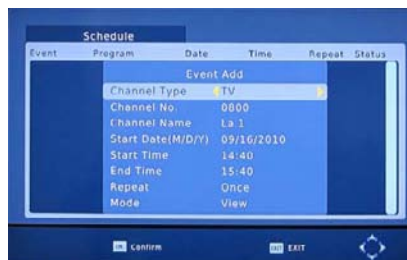 Schedule
Event Program Date Time Repeat Status
Event Add
Channel Type TV
Channel No. 0800
Channel Name La 1
Start Date(M/D/Y) 09/16/2010
Start Time 14:40
End Time 15:40
Repeat Once
Mode View
OK Confirm EXIT EXIT